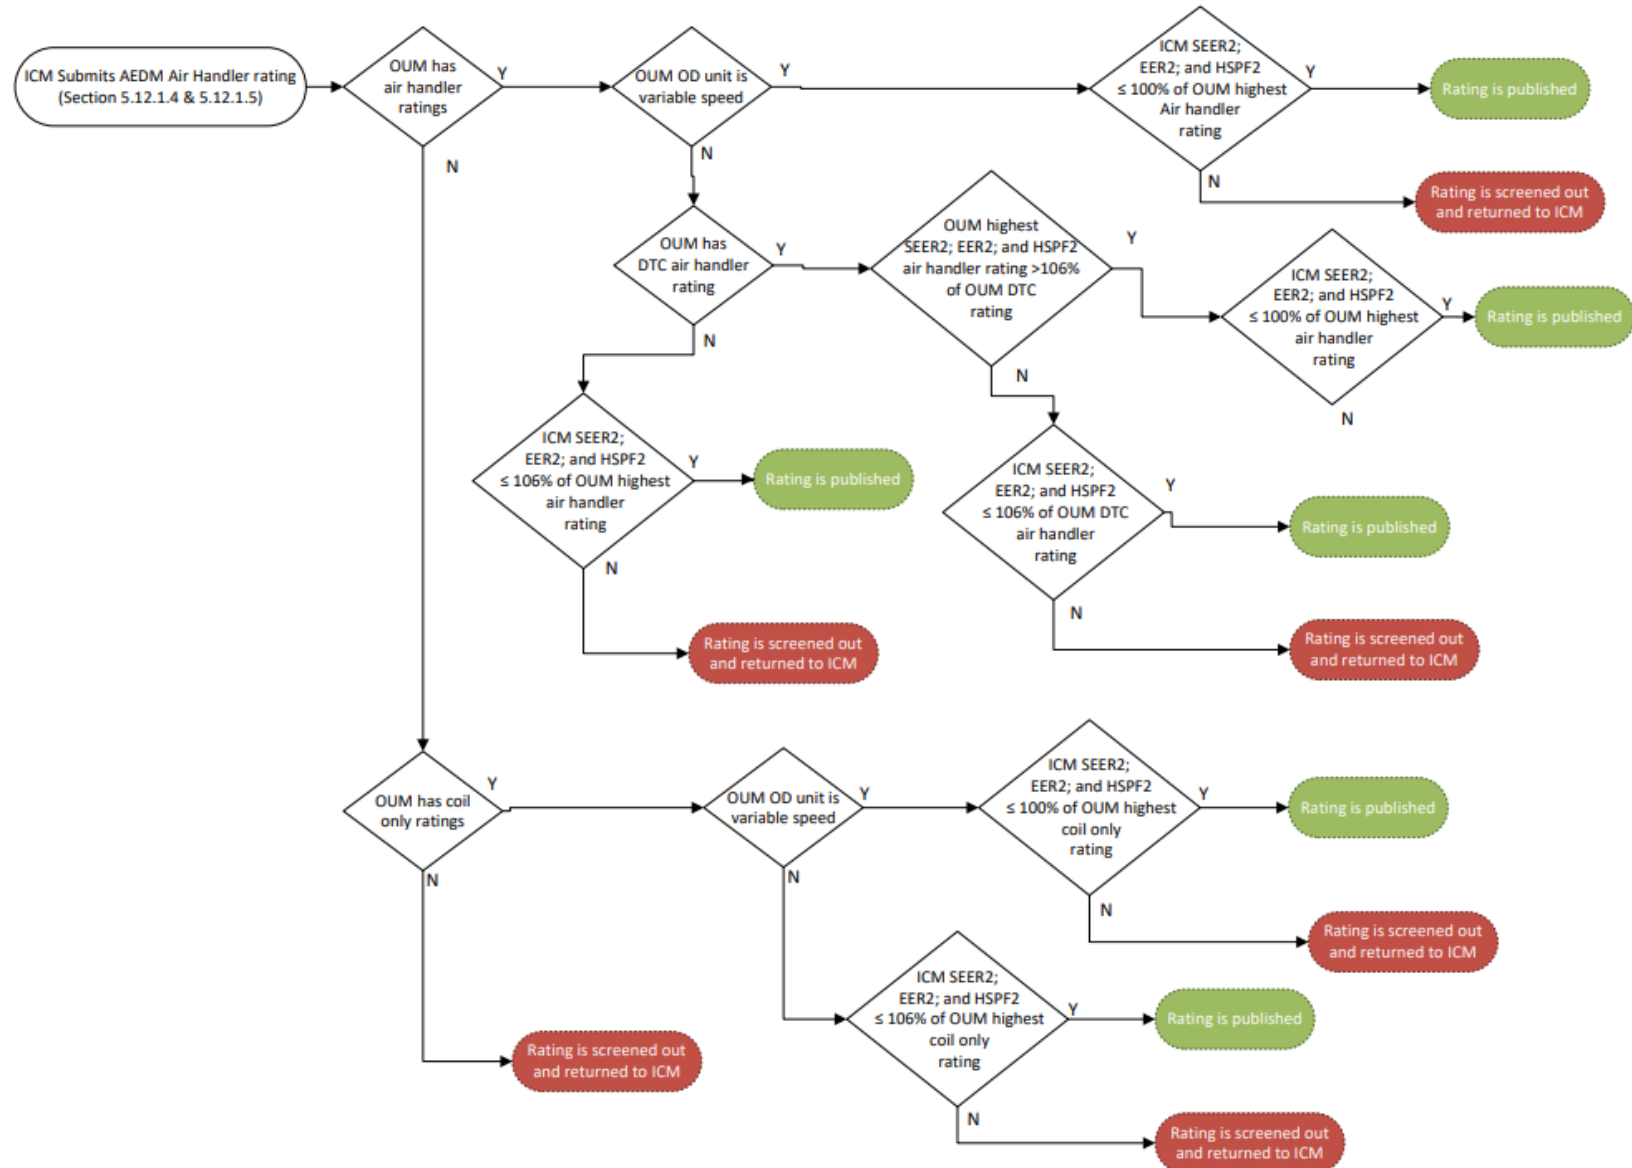 ICM Submits AEDM Air Handler rating
(Section 5.12.1.4 & 5.12.1.5)
OUM has
air handler
ratings
Y
N
OUM OD unit is
variable speed
Y
N
ICM SEER2;
EER2; and HSPF2
≤ 100% of OUM highest
Air handler
rating
Y
N
Rating is published
Rating is screened out
and returned to ICM
OUM has
DTC air handler
rating
Y
N
OUM highest
SEER2; EER2; and HSPF2
air handler rating >106%
of OUM DTC
rating
Y
N
ICM SEER2;
EER2; and HSPF2
≤ 100% of OUM highest
air handler
rating
Y
N
Rating is published
ICM SEER2;
EER2; and HSPF2
≤ 106% of OUM highest
air handler
rating
Y
N
Rating is published
Rating is screened out
and returned to ICM
ICM SEER2;
EER2; and HSPF2
≤ 106% of OUM DTC
air handler
rating
Y
N
Rating is published
Rating is screened out
and returned to ICM
OUM has coil
only ratings
Y
N
OUM OD unit is
variable speed
Y
N
ICM SEER2;
EER2; and HSPF2
≤ 100% of OUM highest
coil only
rating
Y
N
Rating is published
Rating is screened out
and returned to ICM
ICM SEER2;
EER2; and HSPF2
≤ 106% of OUM highest
coil only
rating
Y
N
Rating is published
Rating is screened out
and returned to ICM
Rating is screened out
and returned to ICM